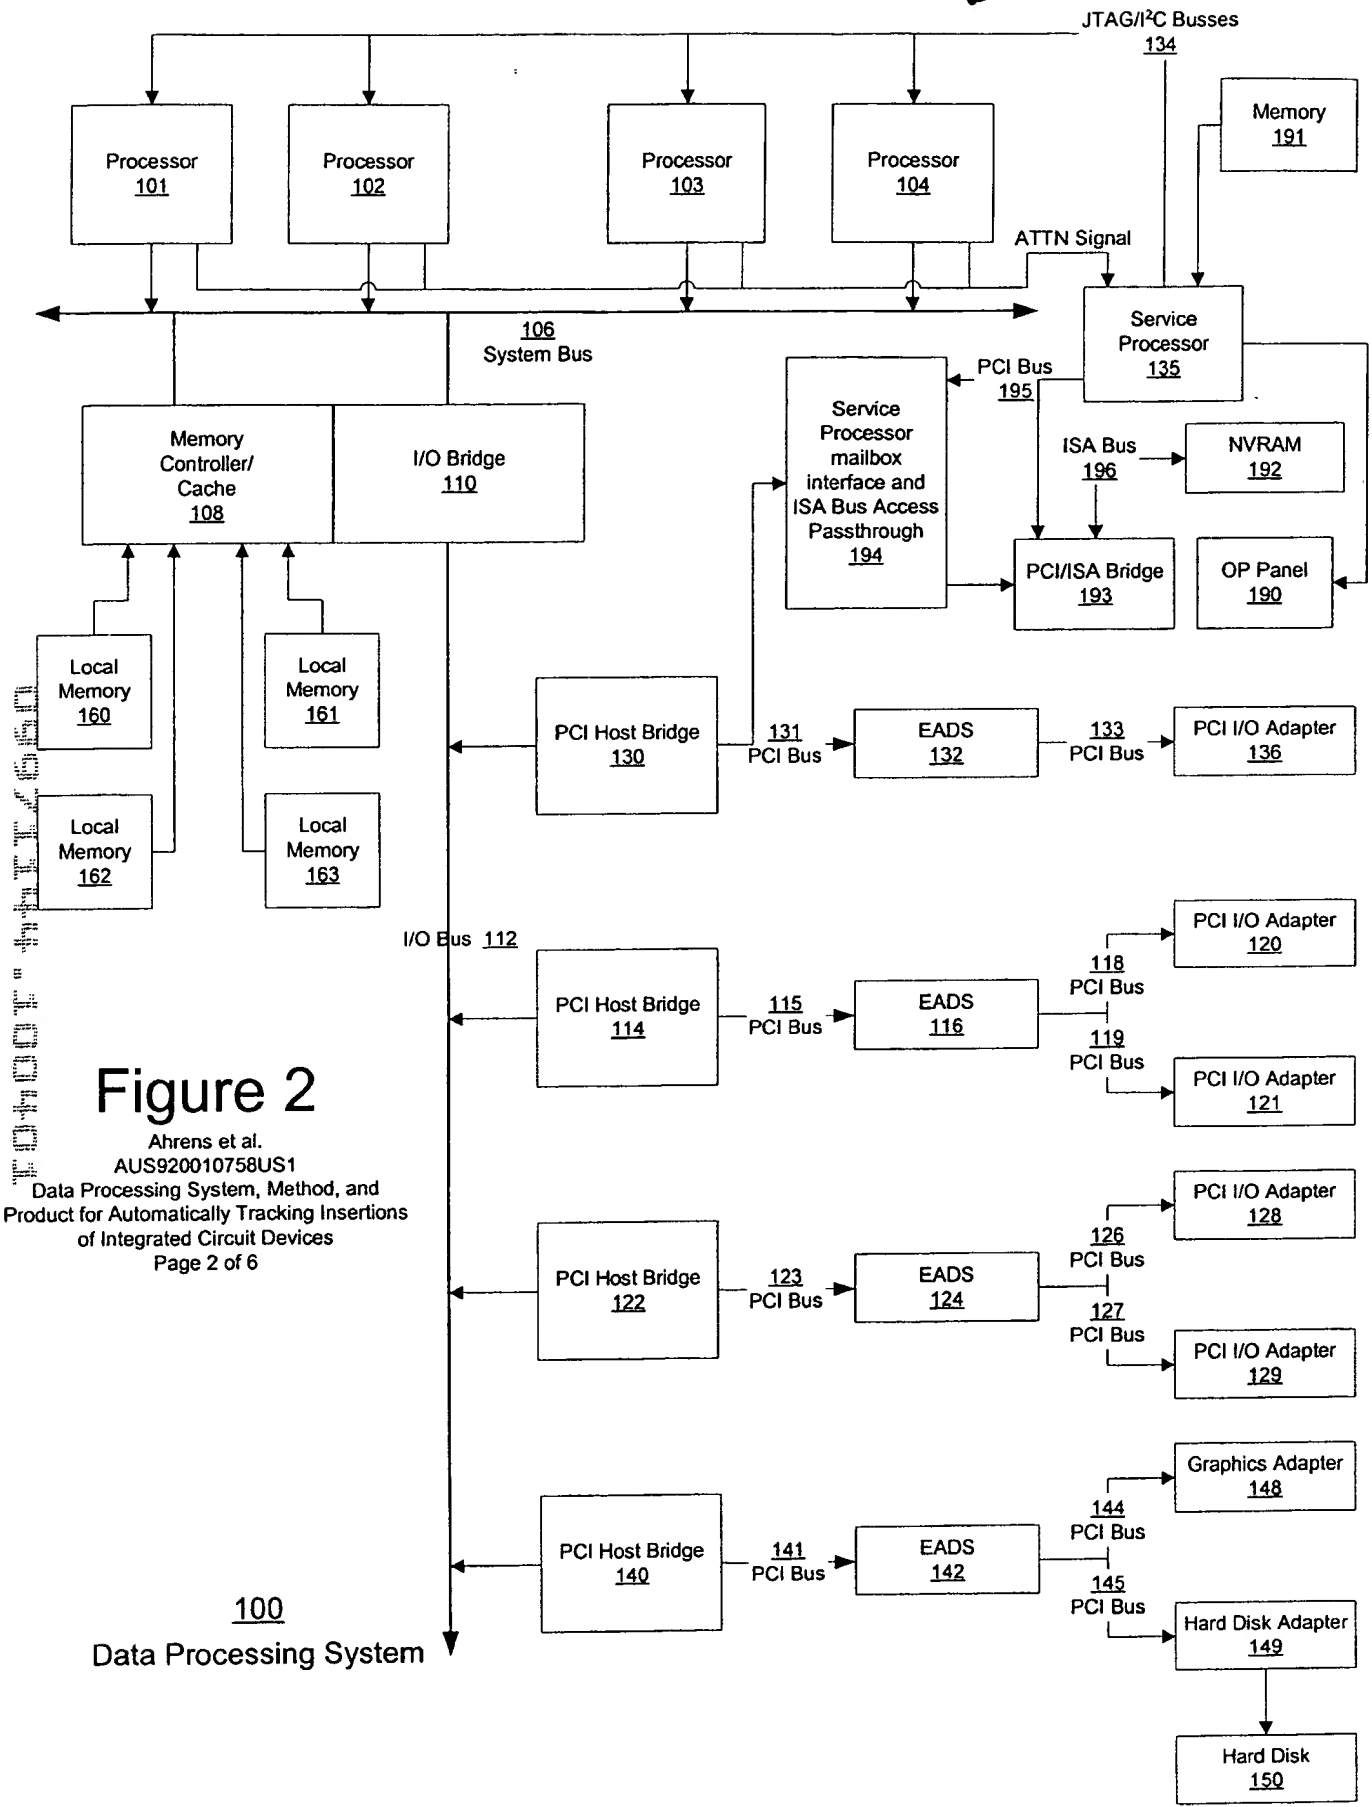 JTAG/I²C Busses
134
Memory
191
Processor
101
Processor
102
Processor
103
Processor
104
ATTN Signal
106
System Bus
Service
Processor
135
PCI Bus
195
Service
Processor
mailbox
interface and
ISA Bus Access
Passthrough
194
ISA Bus
196
NVRAM
192
Memory
Controller/
Cache
108
I/O Bridge
110
PCI/ISA Bridge
193
OP Panel
190
Local
Memory
160
Local
Memory
161
PCI Host Bridge
130
131
PCI Bus
EADS
132
133
PCI Bus
PCI I/O Adapter
136
Local
Memory
162
Local
Memory
163
I/O Bus 112
PCI Host Bridge
114
115
PCI Bus
EADS
116
118
PCI Bus
119
PCI Bus
PCI I/O Adapter
120
PCI I/O Adapter
121
Figure 2
Ahrens et al.
AUS920010758US1
Data Processing System, Method, and
Product for Automatically Tracking Insertions
of Integrated Circuit Devices
Page 2 of 6
PCI Host Bridge
122
123
PCI Bus
EADS
124
126
PCI Bus
127
PCI Bus
PCI I/O Adapter
128
PCI I/O Adapter
129
PCI Host Bridge
140
141
PCI Bus
EADS
142
144
PCI Bus
145
PCI Bus
Graphics Adapter
148
Hard Disk Adapter
149
Hard Disk
150
100
Data Processing System